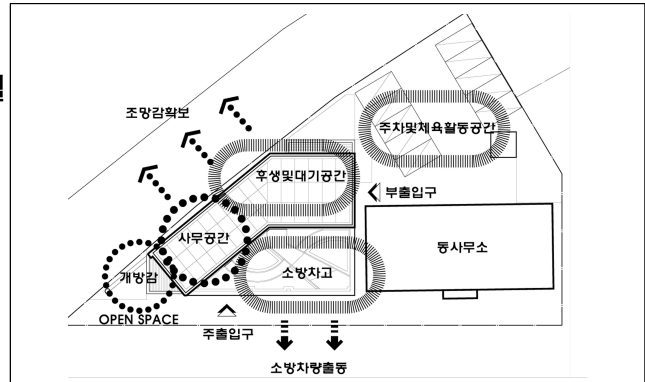 조망감확보
주차및체육활동공간
후생및대기공간
부출입구
사무공간
동사무소
개방감
소방차고
OPEN SPACE
주출입구
소방차량출동